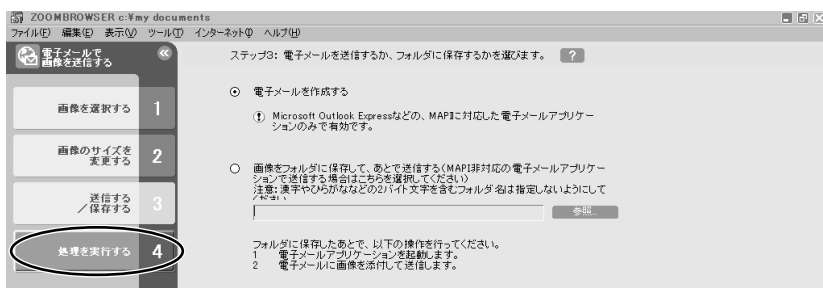 ZOOMBROWSER c:¥my documents
ファイル(F) 編集(E) 表示(V) ツール(T) インターネット(I) ヘルプ(H)
電子メールで
画像を送信する
ステップ3: 電子メールを送信するか、フォルダに保存するかを選びます。 ?
画像を選択する 1
画像のサイズを
変更する 2
送信する
/保存する 3
処理を実行する 4
電子メールを作成する
Microsoft Outlook Expressなどの、MAPIに対応した電子メールアプリケー
ションのみで有効です。
画像をフォルダに保存して、あとで送信する(MAPI非対応の電子メールアプリケー
ションで送信する場合はこちらを選択してください)
注意: 漢字やひらがななどの2バイト文字を含むフォルダ名は指定しないようにして
ください
参照...
フォルダに保存したあとで、以下の操作を行ってください。
1 電子メールアプリケーションを起動します。
2 電子メールに画像を添付して送信します。